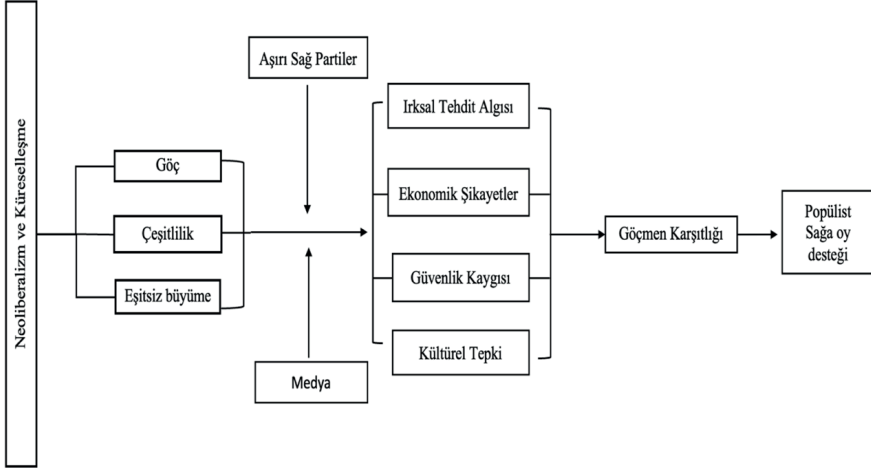 Neoliberalizm ve Küreselleşme
Göç
Çeşitlilik
Eşitsiz büyüme
Aşırı Sağ Partiler
Medya
Irksal Tehdit Algısı
Ekonomik Şikayetler
Güvenlik Kaygısı
Kültürel Tepki
Göçmen Karşıtlığı
Popülist
Sağa oy
desteği